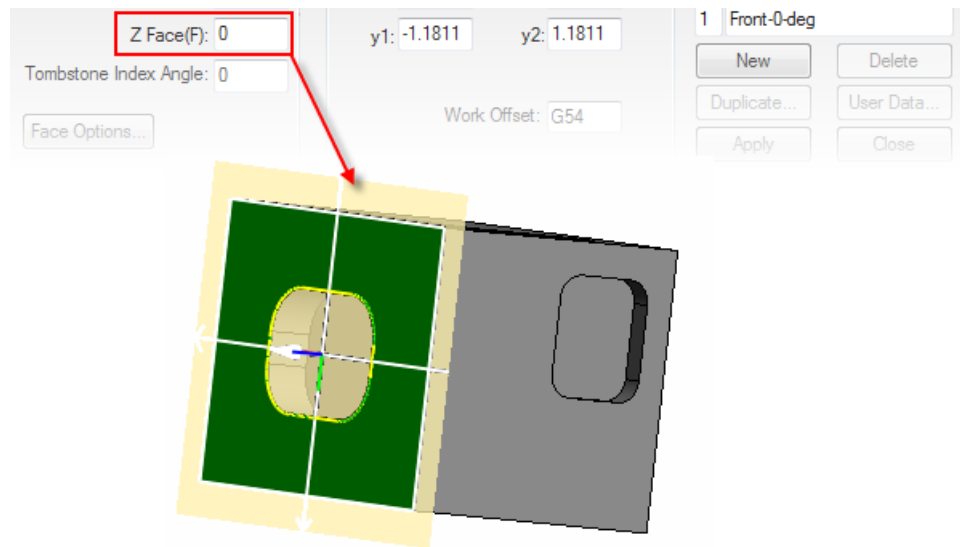 Z Face(F): 0
y1: -1.1811 y2: 1.1811
1 Front-0-deg
New Delete
Tombstone Index Angle: 0
Duplicate... User Data...
Work Offset: G54
Face Options...
Apply Close